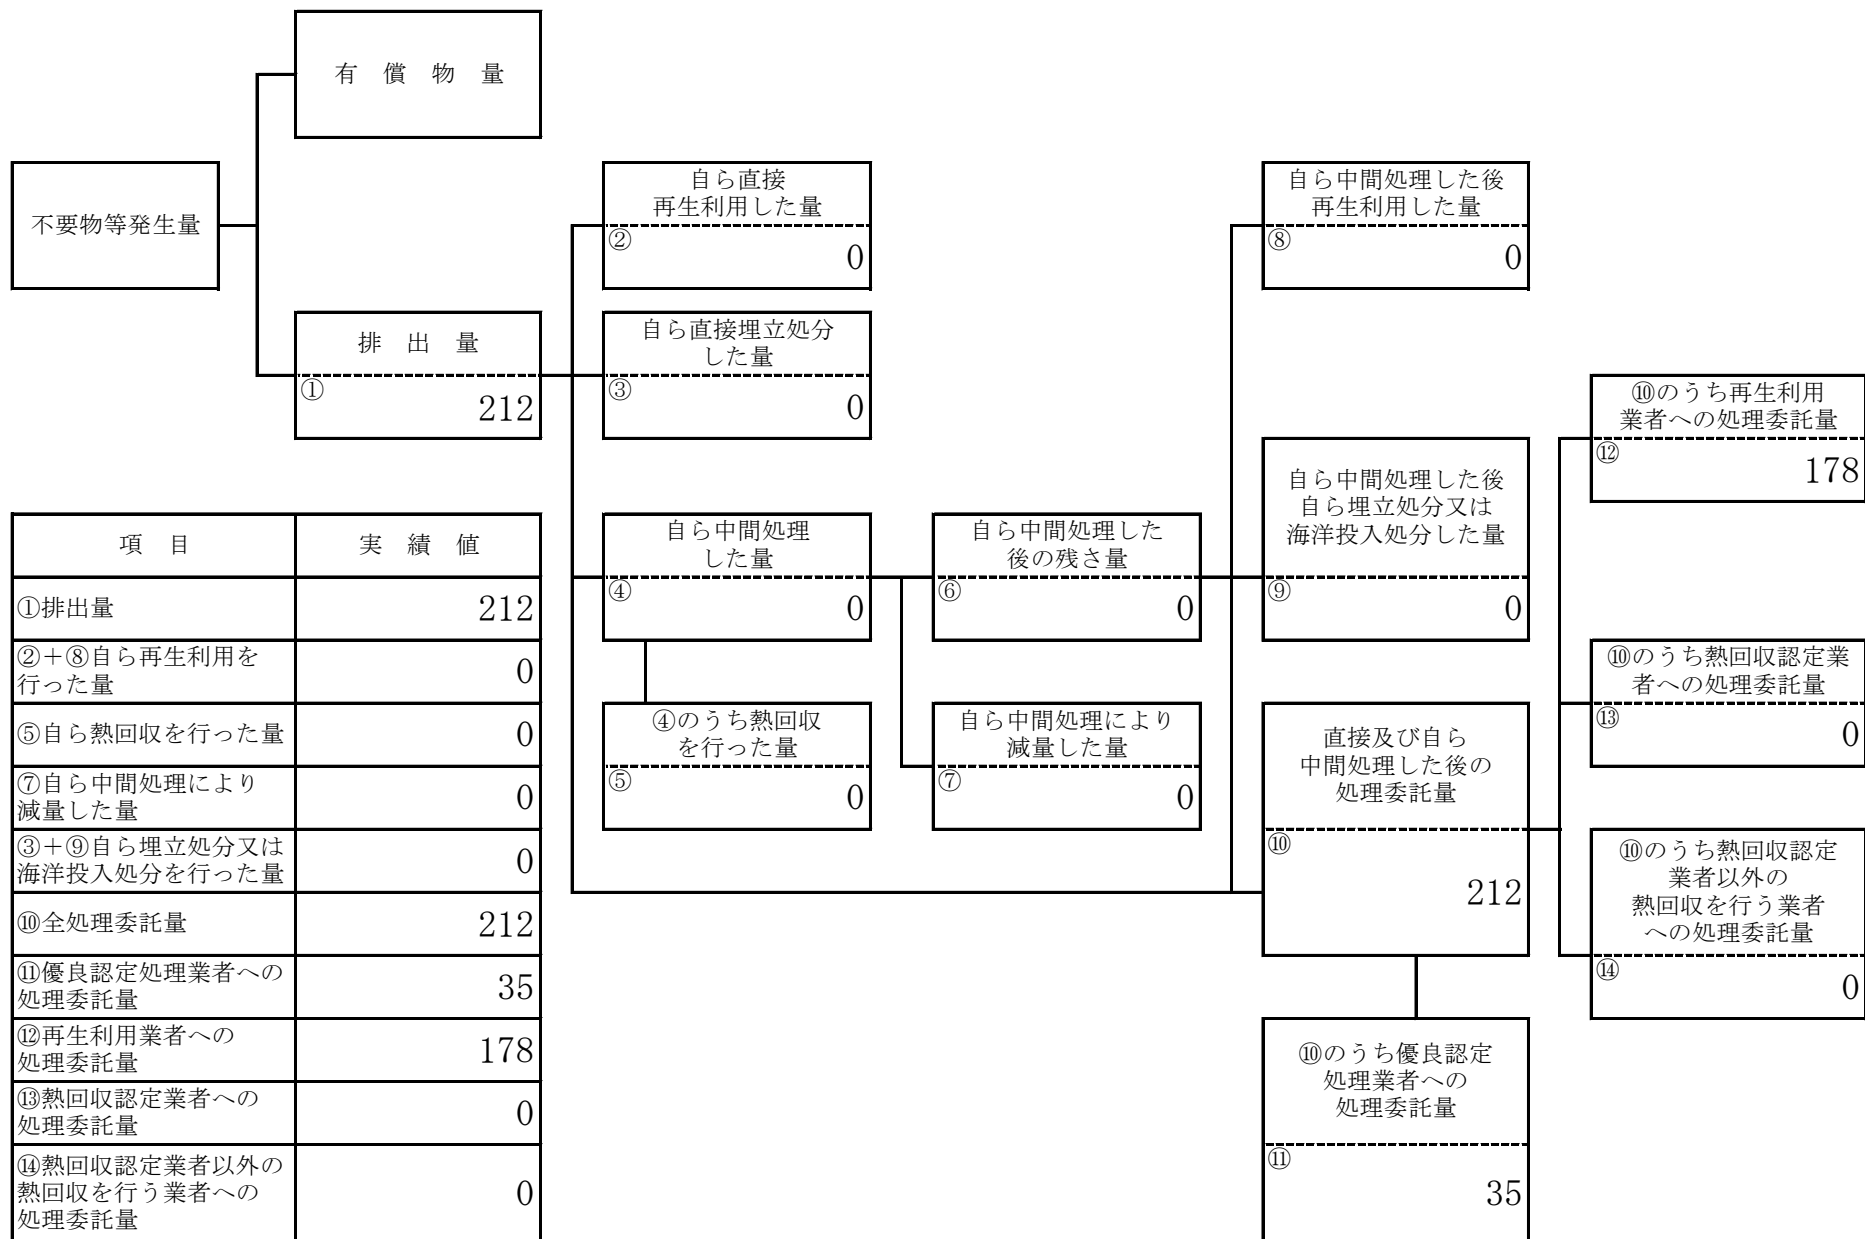 有 償 物 量
不要物等発生量
排 出 量
①
212
自ら直接
再生利用した量
②
0
自ら直接埋立処分
した量
③
0
自ら中間処理
した量
④
0
④のうち熱回収
を行った量
⑤
0
自ら中間処理した
後の残さ量
⑥
0
自ら中間処理により
減量した量
⑦
0
自ら中間処理した後
再生利用した量
⑧
0
自ら中間処理した後
自ら埋立処分又は
海洋投入処分した量
⑨
0
直接及び自ら
中間処理した後の
処理委託量
⑩
212
⑩のうち優良認定
処理業者への
処理委託量
⑪
35
⑩のうち再生利用
業者への処理委託量
⑫
178
⑩のうち熱回収認定業
者への処理委託量
⑬
0
⑩のうち熱回収認定
業者以外の
熱回収を行う業者
への処理委託量
⑭
0
項 目 実 績 値
①排出量 212
②＋⑧自ら再生利用を
行った量 0
⑤自ら熱回収を行った量 0
⑦自ら中間処理により
減量した量 0
③＋⑨自ら埋立処分又は
海洋投入処分を行った量 0
⑩全処理委託量 212
⑪優良認定処理業者への
処理委託量 35
⑫再生利用業者への
処理委託量 178
⑬熱回収認定業者への
処理委託量 0
⑭熱回収認定業者以外の
熱回収を行う業者への
処理委託量 0